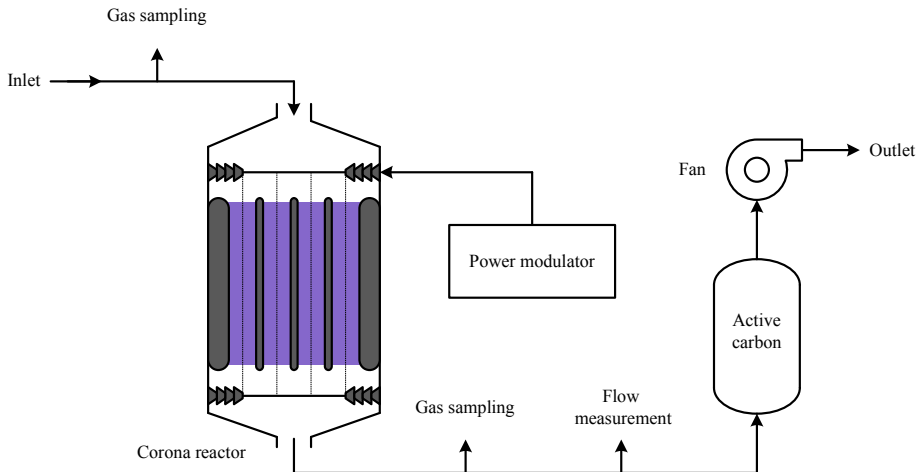 Gas sampling
Inlet
Outlet
Fan
Power modulator
Active
carbon
Gas sampling
Flow
measurement
Corona reactor